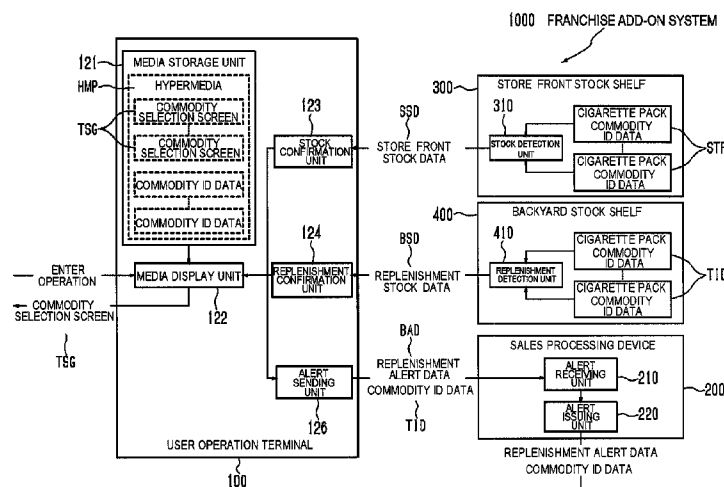 1000 FRANCHISE ADD-ON SYSTEM
121
MEDIA STORAGE UNIT
HMP
HYPERMEDIA
COMMODITY
SELECTION SCREEN
TSG
COMMODITY
SELECTION SCREEN
COMMODITY ID DATA
COMMODITY ID DATA
123
STOCK
CONFIRMATION
UNIT
SSD
STORE FRONT
STOCK DATA
300
STORE FRONT STOCK SHELF
310
STOCK DETECTION
UNIT
CIGARETTE PACK
COMMODITY
ID DATA
CIGARETTE PACK
COMMODITY
ID DATA
STF
400
BACKYARD STOCK SHELF
124
REPLENISHMENT
CONFIRMATION
UNIT
BSD
REPLENISHMENT
STOCK DATA
410
REPLENISHMENT
DETECTION UNIT
CIGARETTE PACK
COMMODITY
ID DATA
CIGARETTE PACK
COMMODITY
ID DATA
TID
ENTER
OPERATION
MEDIA DISPLAY UNIT
122
COMMODITY
SELECTION SCREEN
TSG
BAD
REPLENISHMENT
ALERT DATA
COMMODITY ID DATA
TID
ALERT
SENDING
UNIT
126
SALES PROCESSING DEVICE
ALERT
RECEIVING
UNIT
210
200
ALERT
ISSUING
UNIT
220
USER OPERATION TERMINAL
100
REPLENISHMENT ALERT DATA
COMMODITY ID DATA